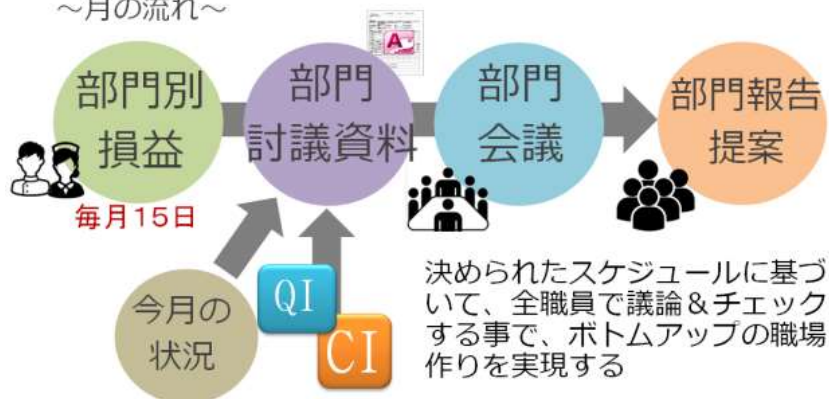 ～月の流れ～
部門別
損益
部門
討議資料
部門
会議
部門報告
提案
毎月15日
今月の
状況
QI
CI
決められたスケジュールに基づ
いて、全職員で議論＆チェック
する事で、ボトムアップの職場
作りを実現する